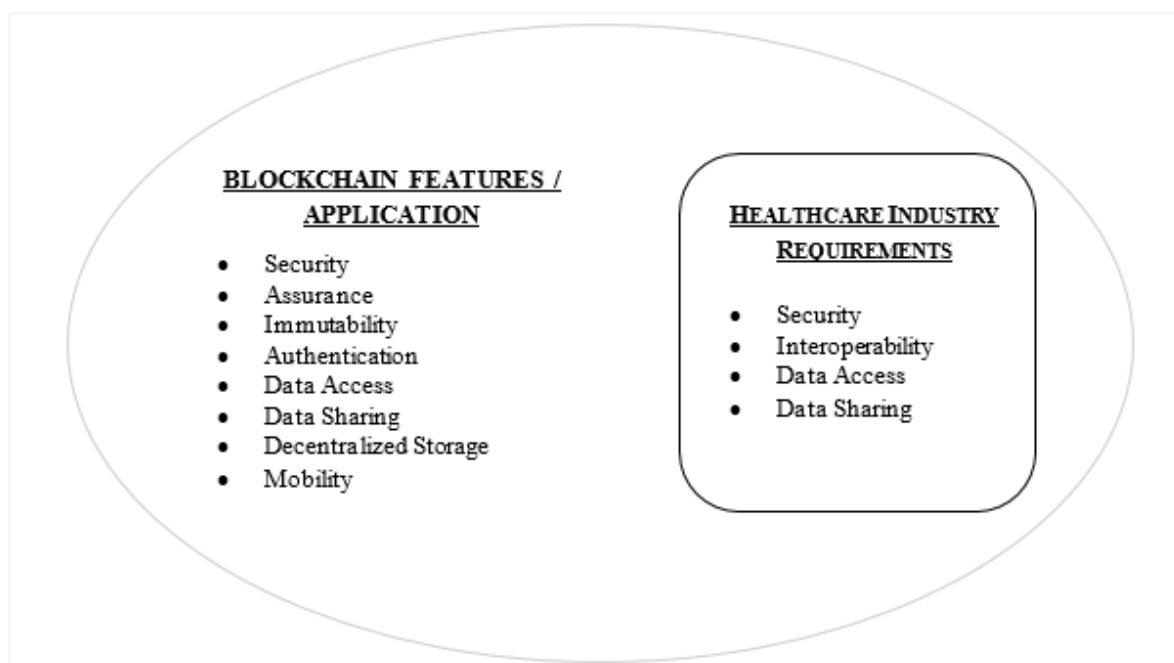 BLOCKCHAIN FEATURES /
APPLICATION
• Security
• Assurance
• Immutability
• Authentication
• Data Access
• Data Sharing
• Decentralized Storage
• Mobility
HEALTHCARE INDUSTRY
REQUIREMENTS
• Security
• Interoperability
• Data Access
• Data Sharing